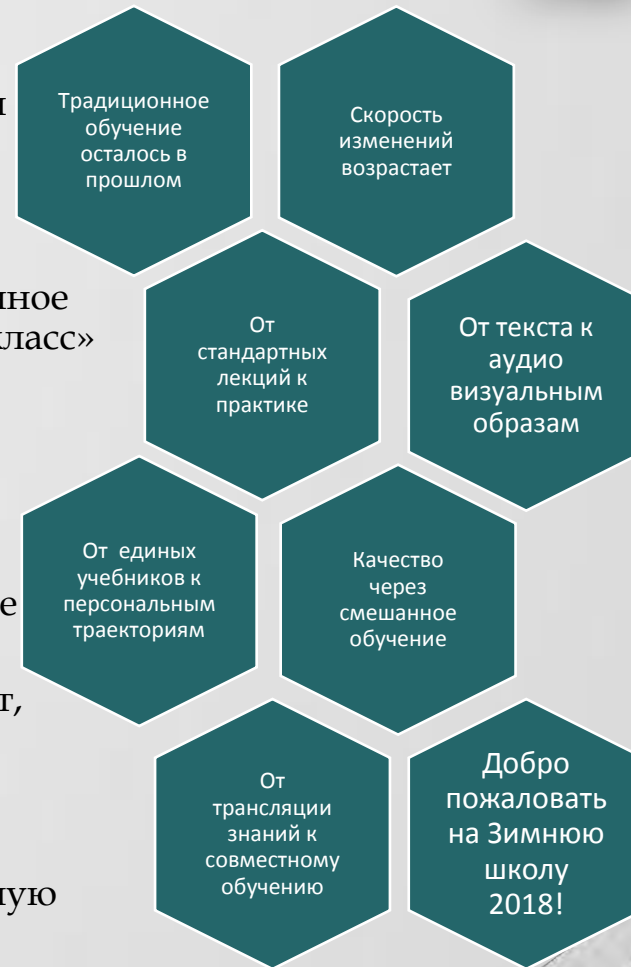 Традиционное
обучение
осталось в
прошлом
Скорость
изменений
возрастает
класс»
От
стандартных
лекций к
практике
От текста к
аудио
визуальным
образам
От единых
учебников к
персональным
траекториям
Качество
через
смешанное
обучение
От
трансляции
знаний к
совместному
обучению
Добро
пожаловать
на Зимнюю
школу
2018!